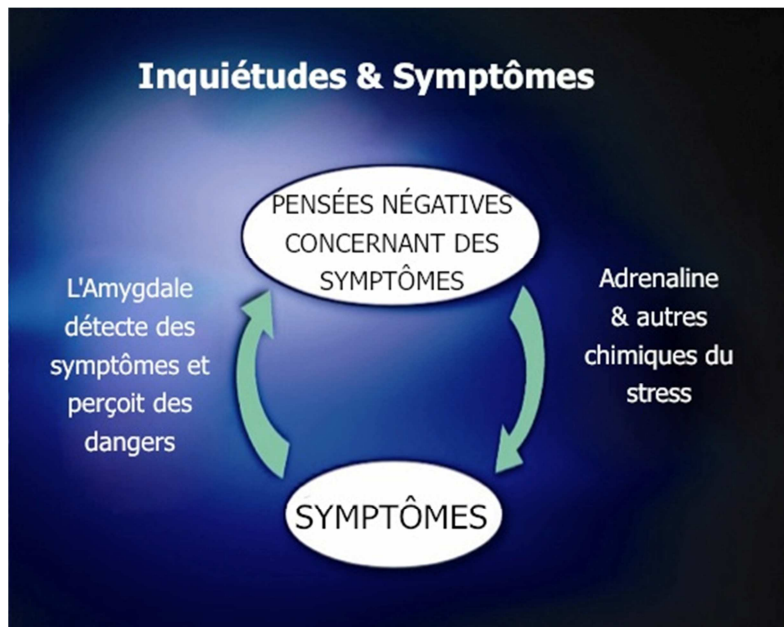 Inquiétudes & Symptômes
PENSÉES NÉGATIVES
CONCERNANT DES
SYMPTÔMES
L'Amygdale
détecte des
symptômes et
perçoit des
dangers
Adrenaline
& autres
chimiques du
stress
SYMPTÔMES